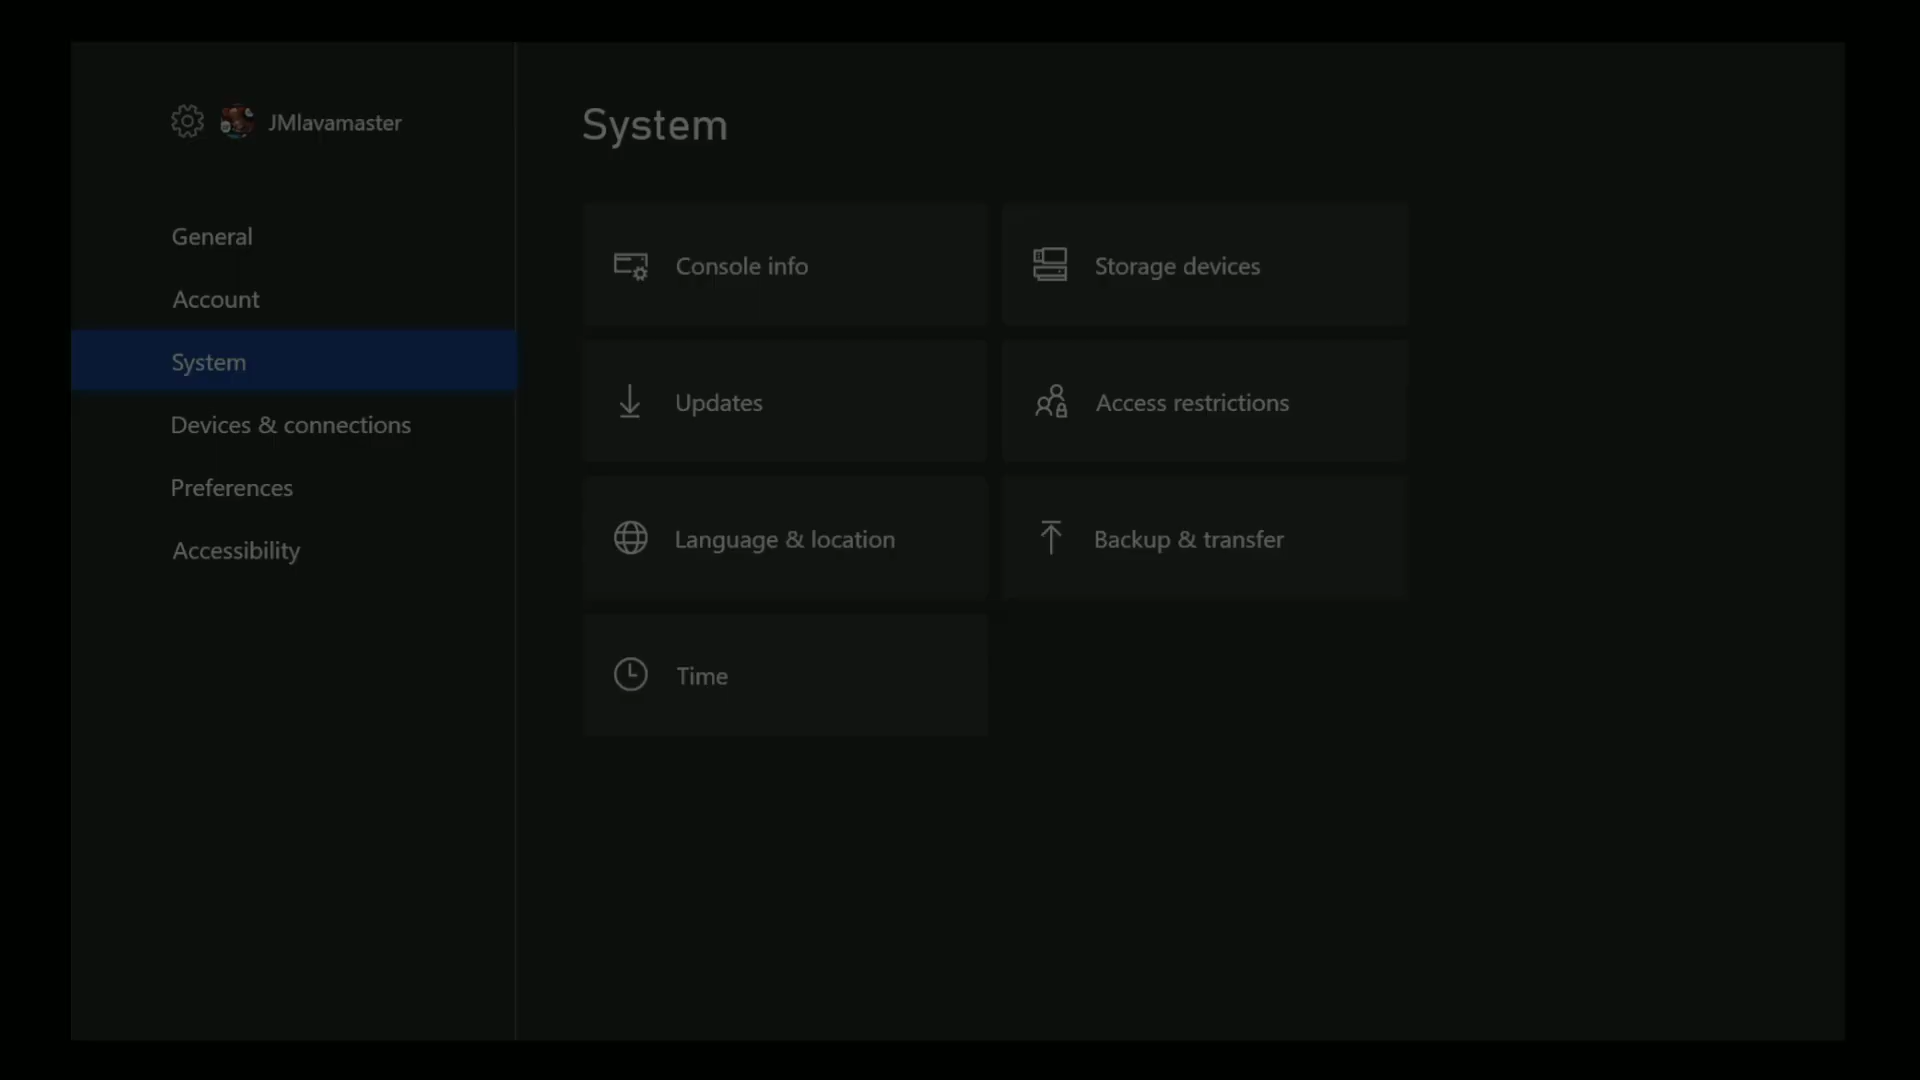 JMlavamaster
General
Account
System
Devices & connections
Preferences
Accessibility
System
Console info
Storage devices
Updates
Access restrictions
Language & location
Backup & transfer
Time